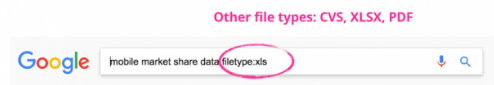 Other file types: CVS, XLSX, PDF
Google mobile market share data filetype:xls